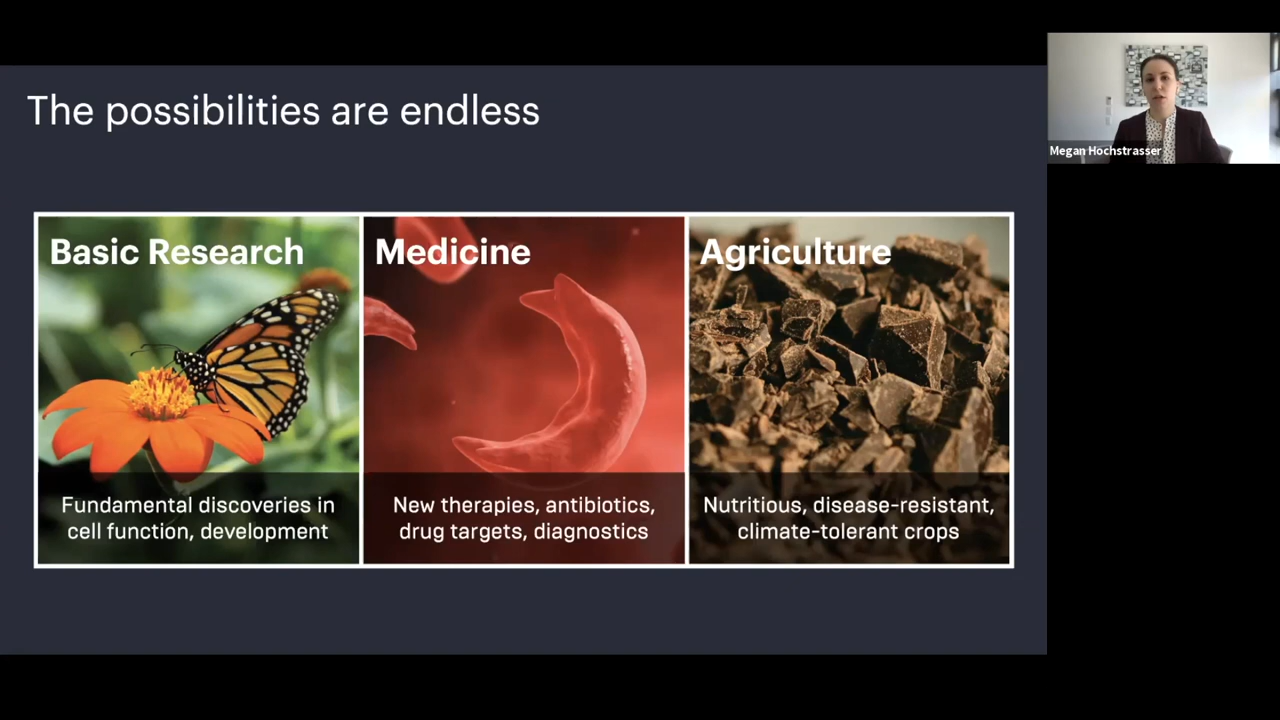 The possibilities are endless
Basic Research
Fundamental discoveries in
cell function, development
Medicine
New therapies, antibiotics,
drug targets, diagnostics
Agriculture
Nutritious, disease-resistant,
climate-tolerant crops
Megan Hochstrasser